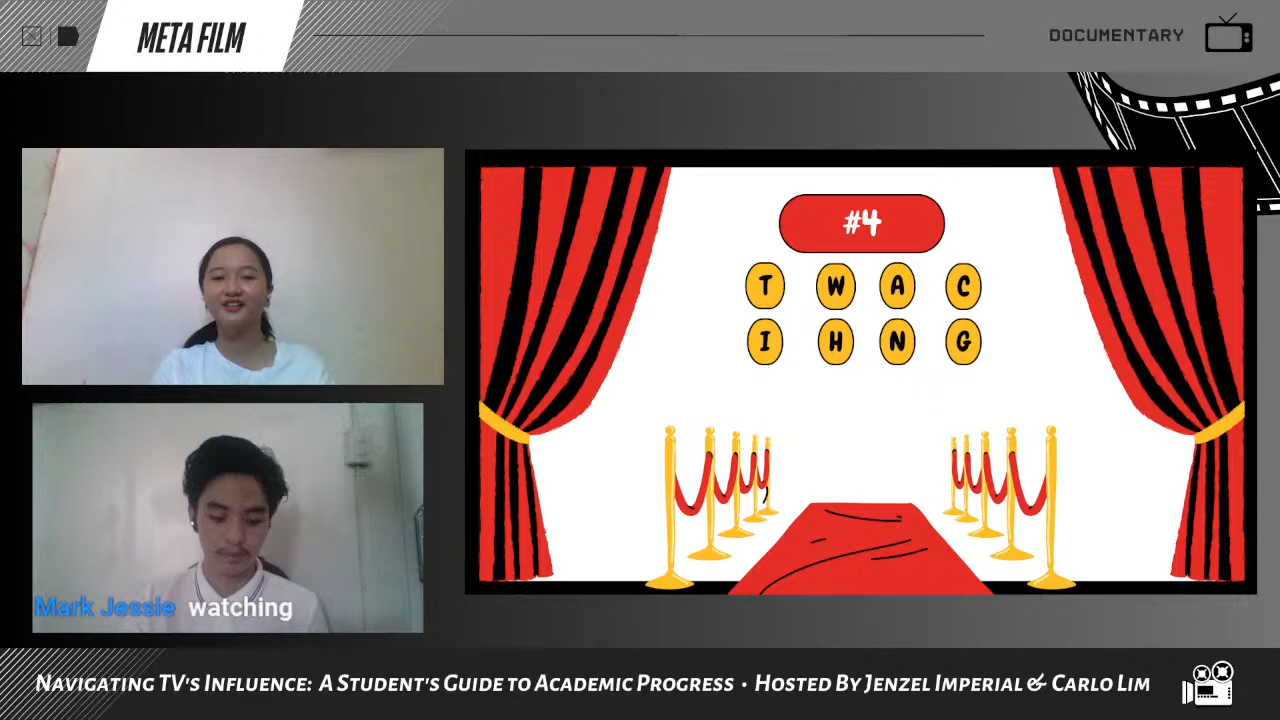 META FILM
DOCUMENTARY
#4
T W A C
I H N G
Mark Jessie watching
NAVIGATING TV'S INFLUENCE: A STUDENT'S GUIDE TO ACADEMIC PROGRESS • HOSTED BY JENZEL IMPERIAL & CARLO LIM